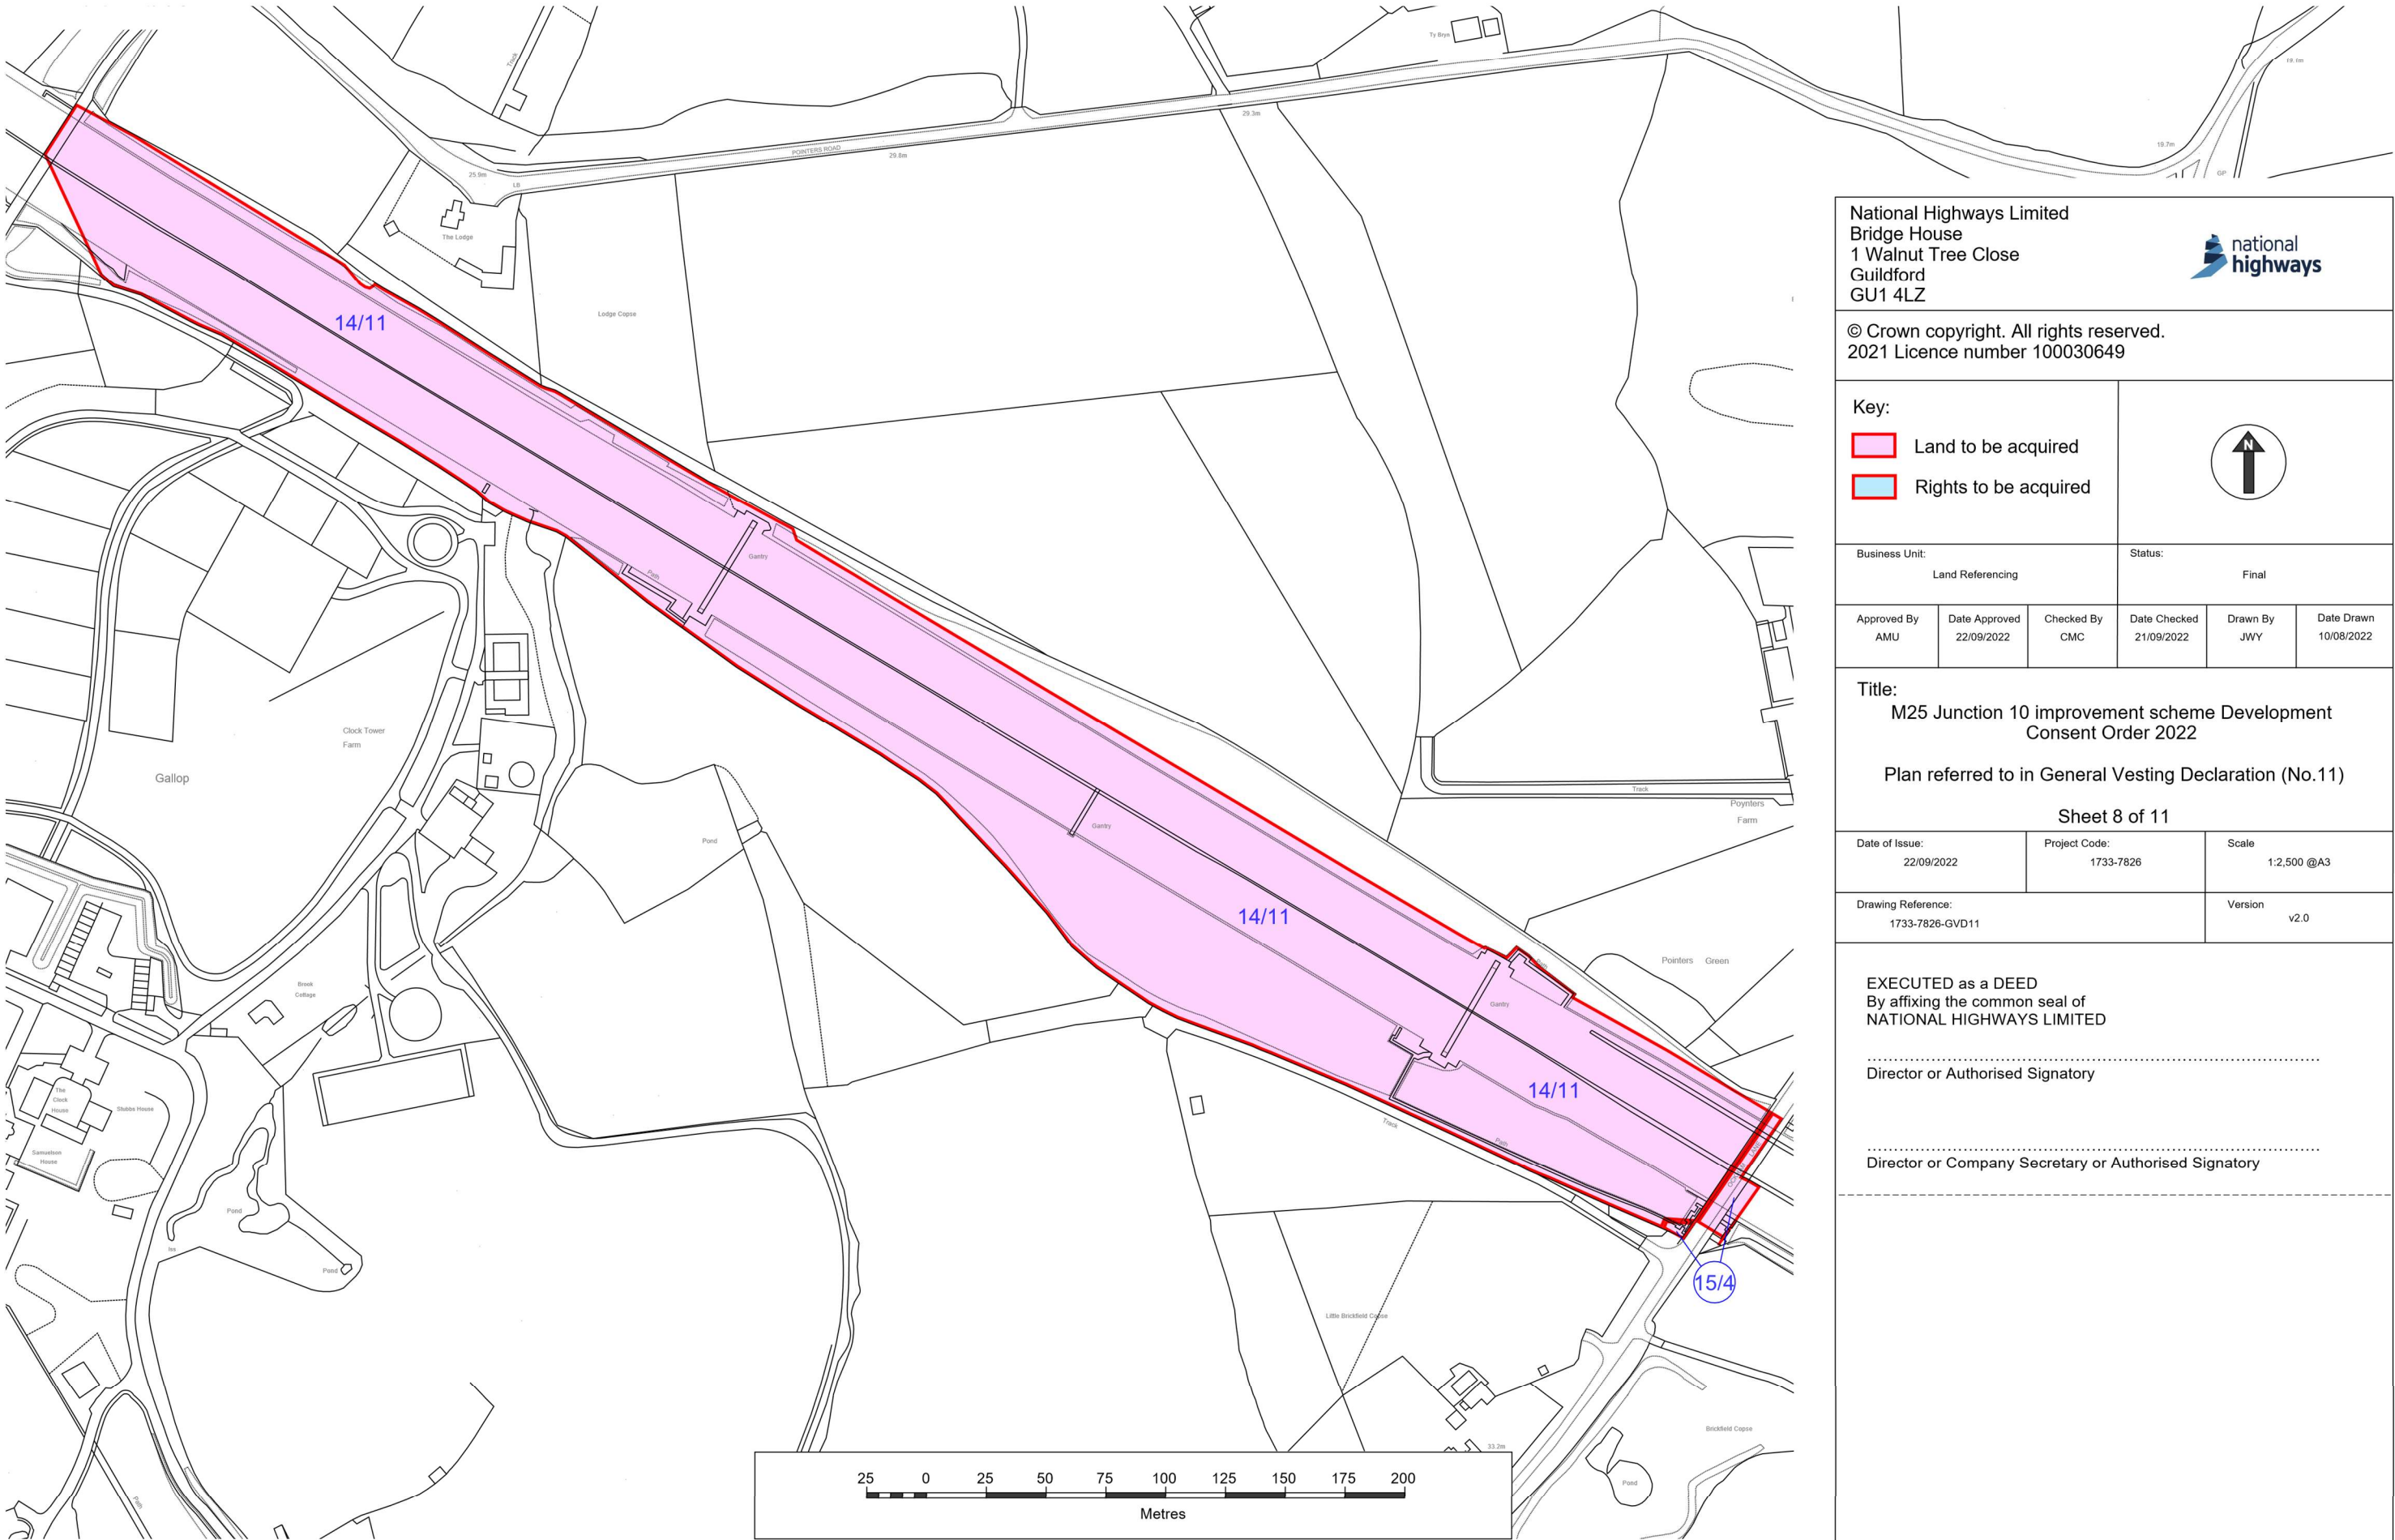 Track
Ty Bryn
29.3m
19.7m
GP
POINTERS ROAD
29.8m
25.9m
LB
The Lodge
Lodge Copse
14/11
Gantry
Path
Clock Tower
Farm
Gallop
Track
Poynters
Farm
Gantry
Pond
14/11
Path
Pointers Green
Gantry
Brook
Cottage
14/11
The
Clock
House
Stubbs House
Track
Path
Samuelson
House
Pond
Iss
Pond
15/4
Little Brickfield Copse
Brickfield Copse
33.2m
Pond
Path
25 0 25 50 75 100 125 150 175 200
Metres
National Highways Limited
Bridge House
1 Walnut Tree Close
Guildford
GU1 4LZ
national
highways
© Crown copyright. All rights reserved.
2021 Licence number 100030649
Key:
Land to be acquired
Rights to be acquired
N
Business Unit:
Land Referencing
Status:
Final
Approved By
AMU
Date Approved
22/09/2022
Checked By
CMC
Date Checked
21/09/2022
Drawn By
JWY
Date Drawn
10/08/2022
Title:
M25 Junction 10 improvement scheme Development
Consent Order 2022
Plan referred to in General Vesting Declaration (No.11)
Sheet 8 of 11
Date of Issue:
22/09/2022
Project Code:
1733-7826
Scale
1:2,500 @A3
Drawing Reference:
1733-7826-GVD11
Version
v2.0
EXECUTED as a DEED
By affixing the common seal of
NATIONAL HIGHWAYS LIMITED
Director or Authorised Signatory
Director or Company Secretary or Authorised Signatory